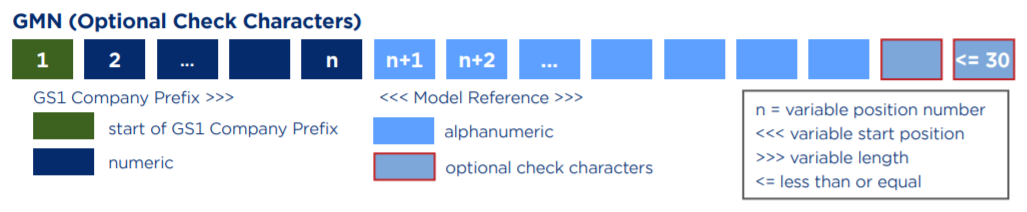 GMN (Optional Check Characters)
1 2 ... n n+1 n+2 ... <= 30
GS1 Company Prefix >>> <<< Model Reference >>>
start of GS1 Company Prefix
numeric
alphanumeric
optional check characters
n = variable position number
<<< variable start position
>>> variable length
<= less than or equal